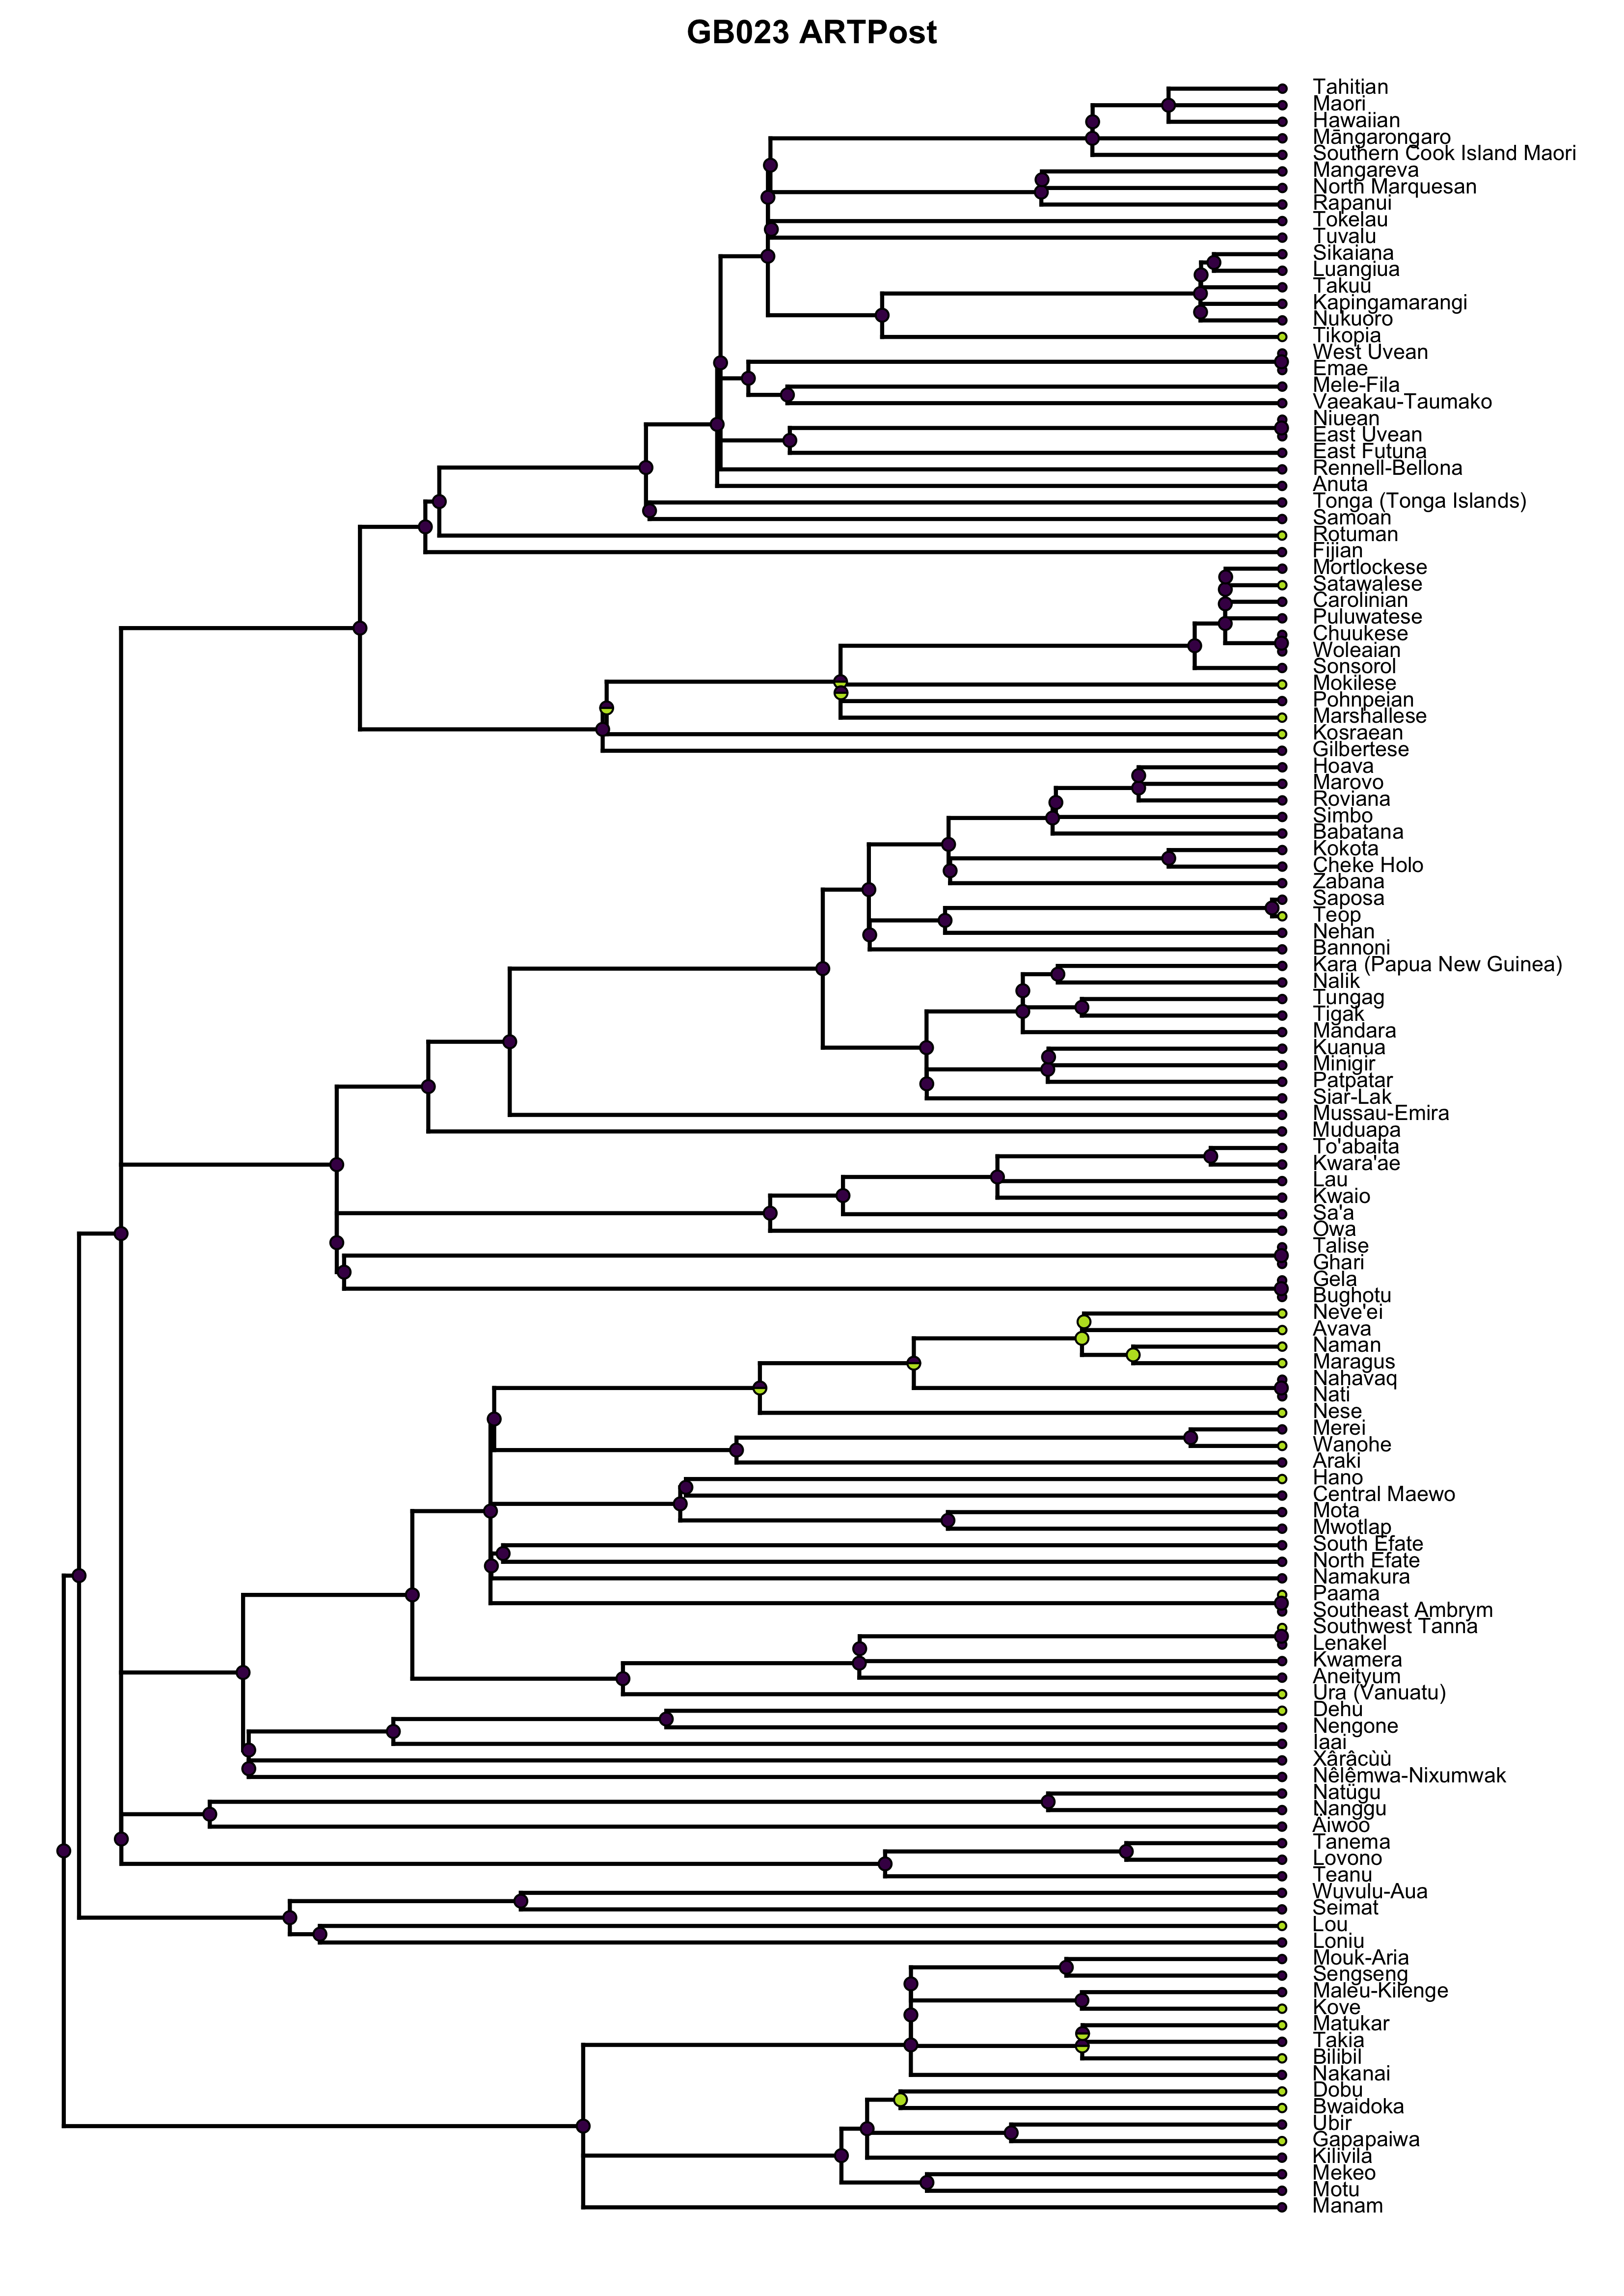 GB023 ARTPost
Tahitian
Maori
Hawaiian
Mangarongaro
Southern Cook Island Maori
Mangareva
North Marquesan
Rapanui
Tokelau
Tuvalu
Sikaiana
Luangiua
Takuu
Kapingamarangi
Nukuoro
Tikopia
West Uvean
Emae
Mele-Fila
Vaeakau-Taumako
Niuean
East Uvean
East Futuna
Rennell-Bellona
Anuta
Tonga (Tonga Islands)
Samoan
Rotuman
Fijian
Mortlockese
Satawalese
Carolinian
Puluwatese
Chuukese
Woleaian
Sonsorol
Mokilese
Pohnpeian
Marshallese
Kosraean
Gilbertese
Hoava
Marovo
Roviana
Simbo
Babatana
Kokota
Cheke Holo
Zabana
Saposa
Teop
Nehan
Bannoni
Kara (Papua New Guinea)
Nalik
Tungag
Tigak
Mandara
Kuanua
Minigir
Patpatar
Siar-Lak
Mussau-Emira
Muduapa
To'abaita
Kwara'ae
Lau
Kwaio
Sa'a
Owa
Talise
Ghari
Gela
Bughotu
Neve'ei
Avava
Naman
Maragus
Nahavaq
Nati
Nese
Merei
Wanohe
Araki
Hano
Central Maewo
Mota
Mwotlap
South Efate
North Efate
Namakura
Paama
Southeast Ambrym
Southwest Tanna
Lenakel
Kwamera
Aneityum
Ura (Vanuatu)
Dehu
Nengone
Iaai
Xârâcùù
Nêlêmwa-Nixumwak
Natügu
Nanggu
Äiwoo
Tanema
Lovono
Teanu
Wuvulu-Aua
Seimat
Lou
Loniu
Mouk-Aria
Sengseng
Maleu-Kilenge
Kove
Matukar
Takia
Bilibil
Nakanai
Dobu
Bwaidoka
Ubir
Gapapaiwa
Kilivila
Mekeo
Motu
Manam